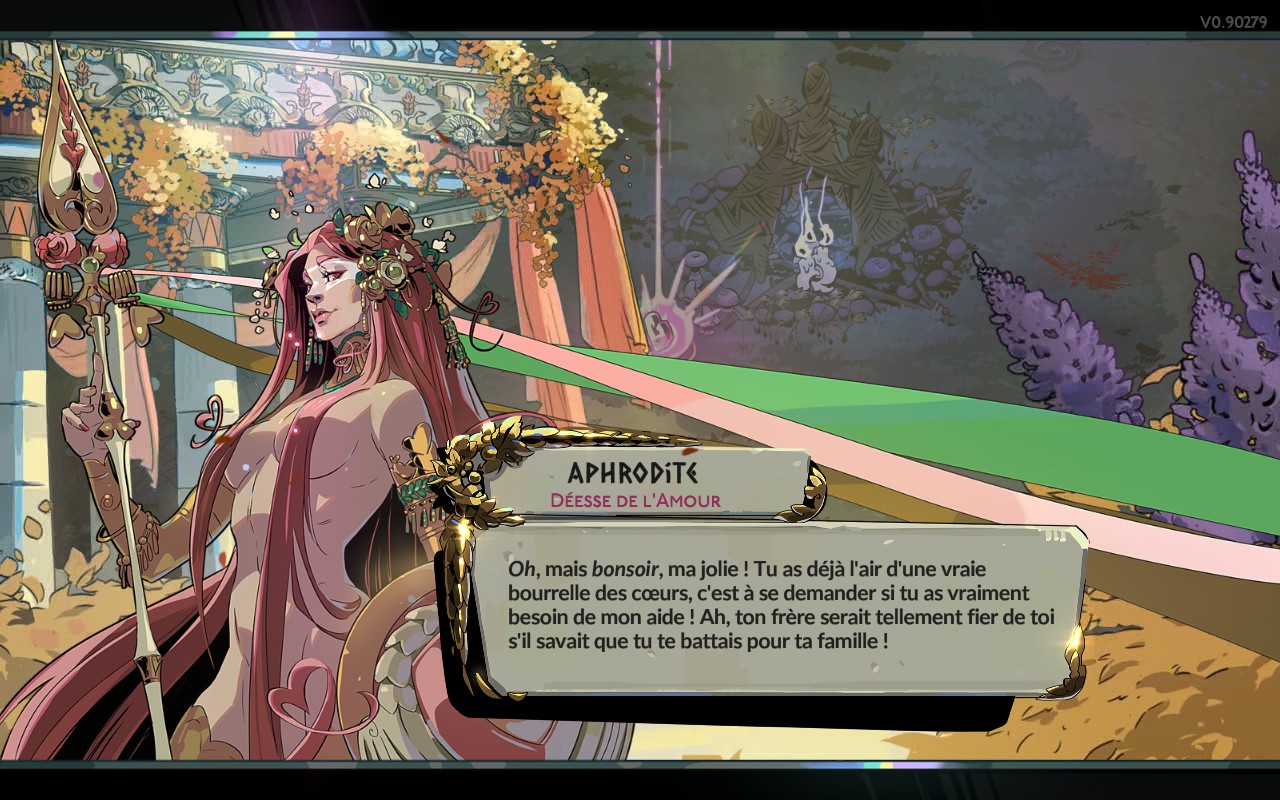 V0.90279
APHRODITE
DÉESSE DE L'AMOUR
Oh, mais bonsoir, ma jolie ! Tu as déjà l'air d'une vraie
bourrelle des cœurs, c'est à se demander si tu as vraiment
besoin de mon aide ! Ah, ton frère serait tellement fier de toi
s'il savait que tu te battais pour ta famille !